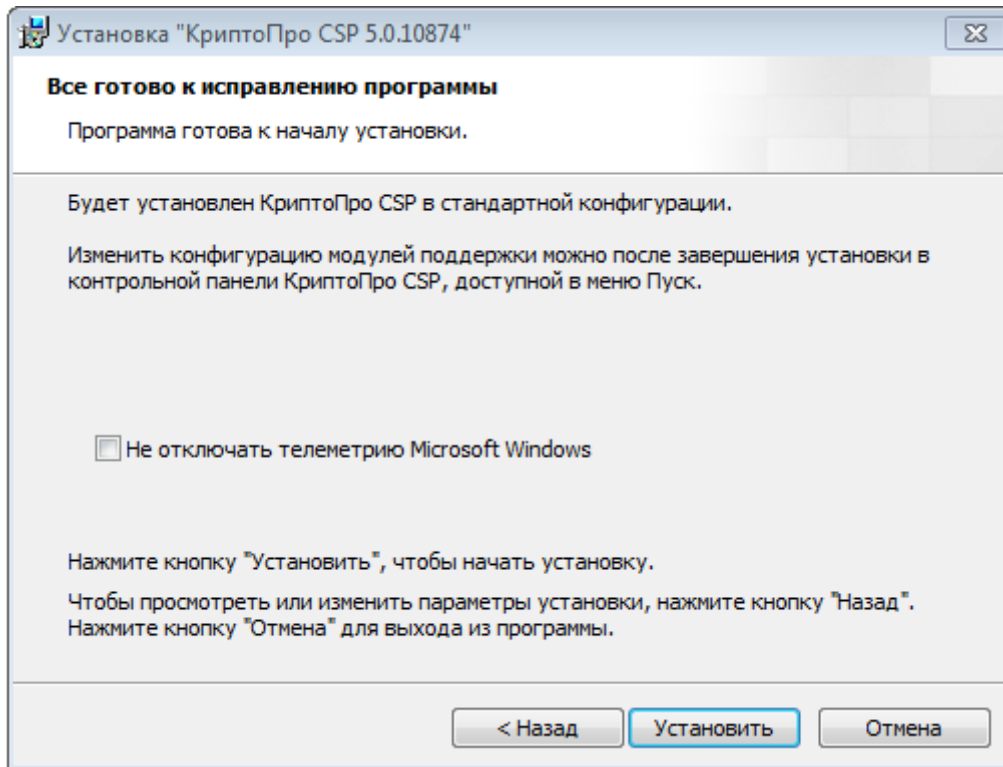 Установка "КриптоПро CSP 5.0.10874"
Все готово к исправлению программы
Программа готова к началу установки.
Будет установлен КриптоПро CSP в стандартной конфигурации.
Изменить конфигурацию модулей поддержки можно после завершения установки в
контрольной панели КриптоПро CSP, доступной в меню Пуск.
Не отключать телеметрию Microsoft Windows
Нажмите кнопку "Установить", чтобы начать установку.
Чтобы просмотреть или изменить параметры установки, нажмите кнопку "Назад".
Нажмите кнопку "Отмена" для выхода из программы.
< Назад Установить Отмена